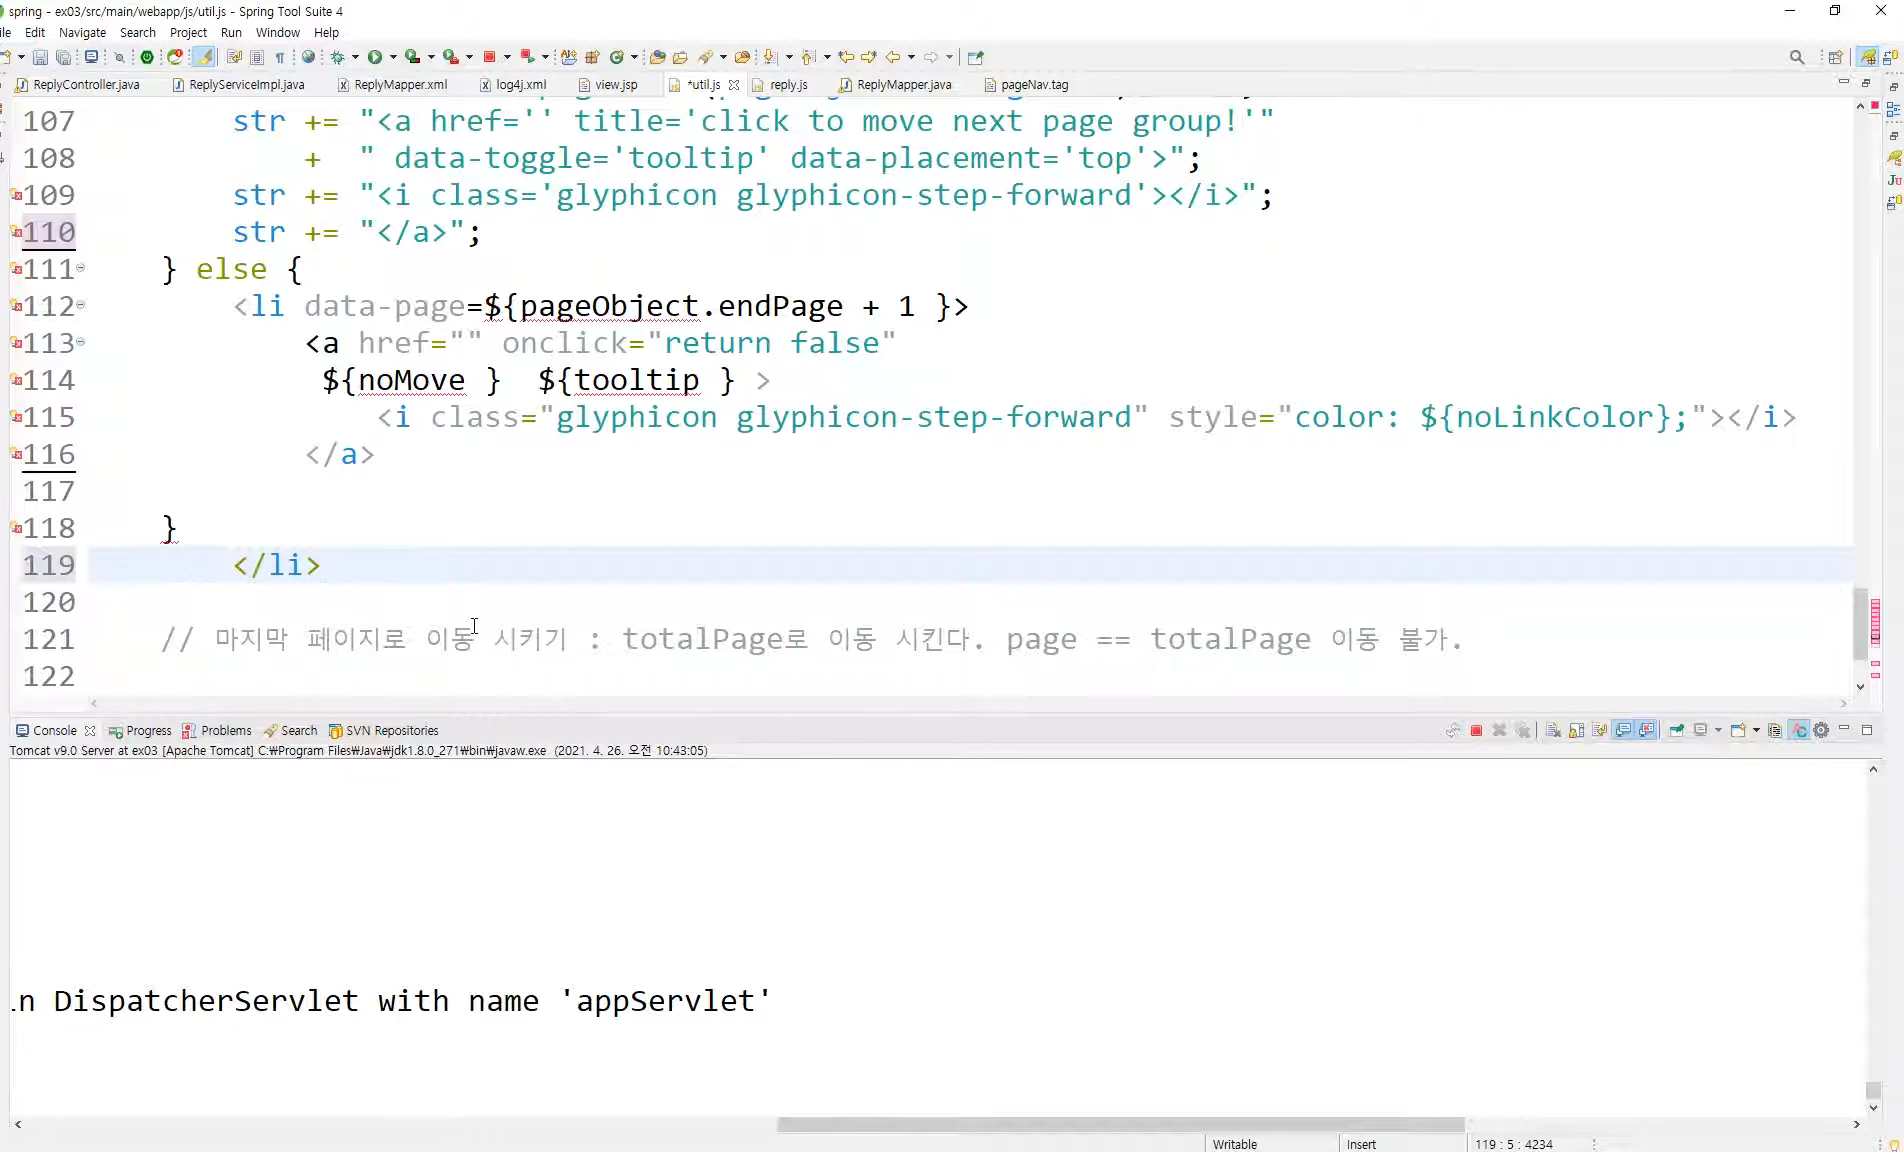 spring - ex03/src/main/webapp/js/util.js - Spring Tool Suite 4
Edit Navigate Search Project Run Window Help
ReplyController.java ReplyServiceImpl.java ReplyMapper.xml log4j.xml view.jsp *util.js reply.js ReplyMapper.java pageNav.tag
107 str += "<a href='' title='click to move next page group!'"
108 + " data-toggle='tooltip' data-placement='top'>";
109 str += "<i class='glyphicon glyphicon-step-forward'></i>";
110 str += "</a>";
111 } else {
112 <li data-page=${pageObject.endPage + 1 }>
113 <a href="" onclick="return false"
114 ${noMove } ${tooltip } >
115 <i class="glyphicon glyphicon-step-forward" style="color: ${noLinkColor};"></i>
116 </a>
117
118 }
119 </li>
120
121 // 마지막 페이지로 이동 시키기 : totalPage로 이동 시킨다. page == totalPage 이동 불가.
122
Console Progress Problems Search SVN Repositories
Tomcat v9.0 Server at ex03 [Apache Tomcat] C:₩Program Files₩Java₩jdk1.8.0_271₩bin₩javaw.exe (2021. 4. 26. 오전 10:43:05)
in DispatcherServlet with name 'appServlet'
Writable Insert 119 : 5 : 4234